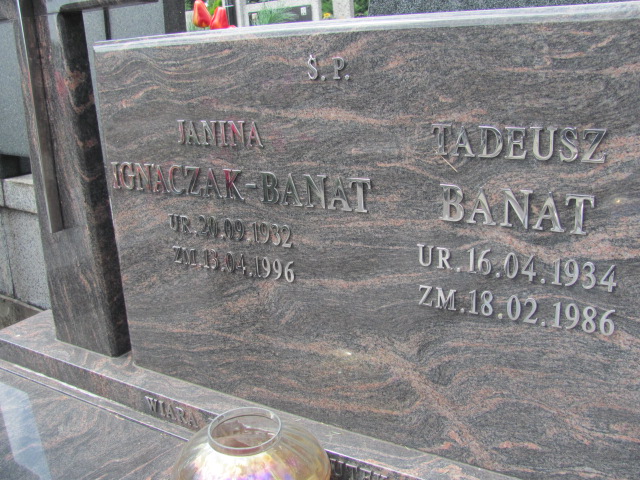 Ś. P.
JANINA
IGNACZAK-BANAT
UR. 20.09.1932
ZM. 13.04.1996
TADEUSZ
BANAT
UR. 16.04.1934
ZM. 18.02.1986
WIARA